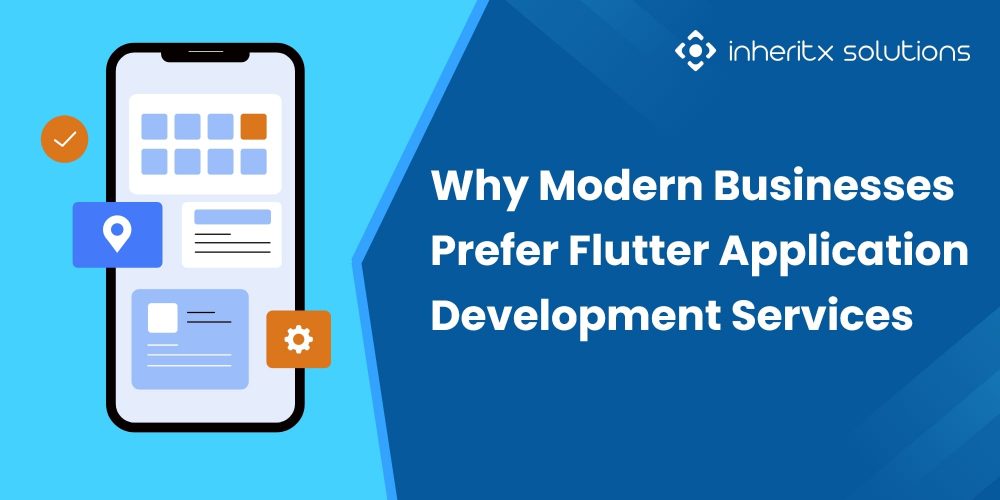 inheritx solutions
Why Modern Businesses
Prefer Flutter Application
Development Services